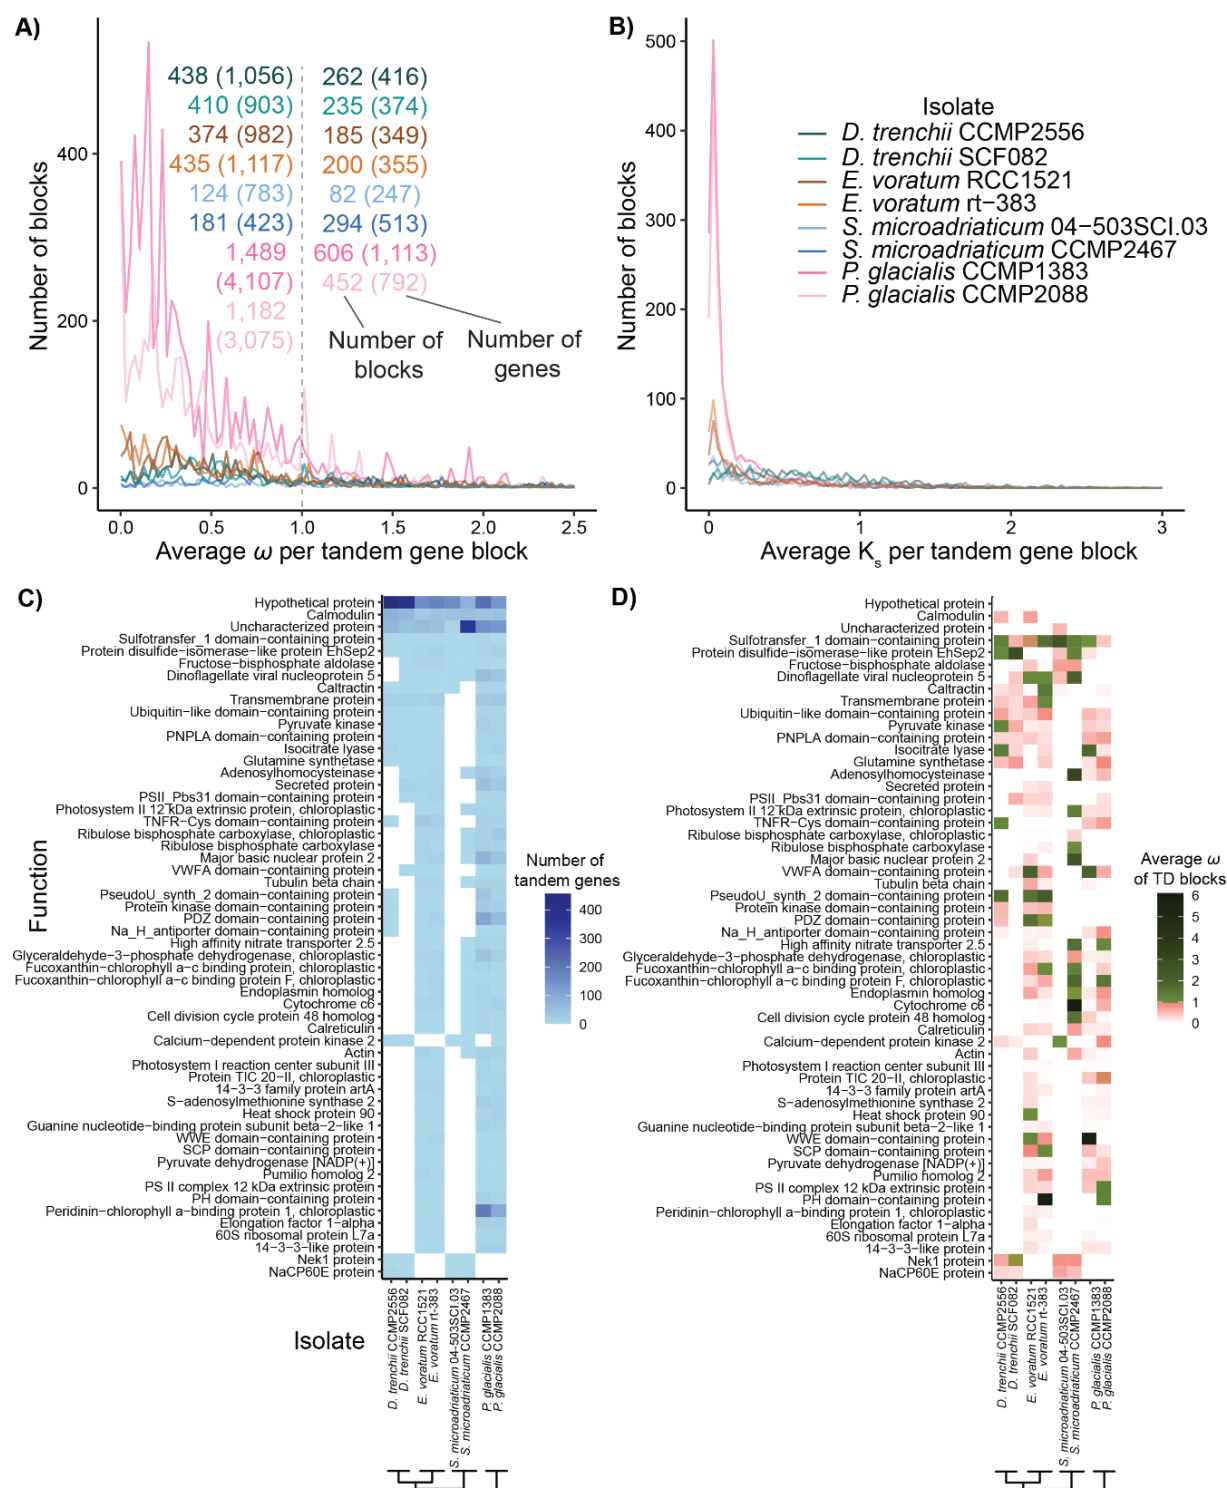 A)
Number of blocks
400
200
0
438 (1,056)
262 (416)
410 (903)
235 (374)
374 (982)
185 (349)
435 (1,117)
200 (355)
124 (783)
82 (247)
181 (423)
294 (513)
1,489
(4,107)
606 (1,113)
1,182
(3,075)
452 (792)
Number of
blocks
Number of
genes
0.0
0.5
1.0
1.5
2.0
2.5
Average ω per tandem gene block
B)
Number of blocks
500
400
300
200
100
0
Isolate
D. trenchii CCMP2556
D. trenchii SCF082
E. voratum RCC1521
E. voratum rt−383
S. microadriaticum 04−503SCI.03
S. microadriaticum CCMP2467
P. glacialis CCMP1383
P. glacialis CCMP2088
0
1
2
3
Average Ks per tandem gene block
C)
Function
Hypothetical protein
Calmodulin
Uncharacterized protein
Sulfotransfer_1 domain−containing protein
Protein disulfide−isomerase−like protein EhSep2
Fructose−bisphosphate aldolase
Dinoflagellate viral nucleoprotein 5
Caltractin
Transmembrane protein
Ubiquitin−like domain−containing protein
Pyruvate kinase
PNPLA domain−containing protein
Isocitrate lyase
Glutamine synthetase
Adenosylhomocysteinase
Secreted protein
PSII_Pbs31 domain−containing protein
Photosystem II 12 kDa extrinsic protein, chloroplastic
TNFR−Cys domain−containing protein
Ribulose bisphosphate carboxylase, chloroplastic
Ribulose bisphosphate carboxylase
Major basic nuclear protein 2
VWFA domain−containing protein
Tubulin beta chain
PseudoU_synth_2 domain−containing protein
Protein kinase domain−containing protein
PDZ domain−containing protein
Na_H_antiporter domain−containing protein
High affinity nitrate transporter 2.5
Glyceraldehyde−3−phosphate dehydrogenase, chloroplastic
Fucoxanthin−chlorophyll a−c binding protein, chloroplastic
Fucoxanthin−chlorophyll a−c binding protein F, chloroplastic
Endoplasmin homolog
Cytochrome c6
Cell division cycle protein 48 homolog
Calreticulin
Calcium−dependent protein kinase 2
Actin
Photosystem I reaction center subunit III
Protein TIC 20−II, chloroplastic
14−3−3 family protein artA
S−adenosylmethionine synthase 2
Heat shock protein 90
Guanine nucleotide−binding protein subunit beta−2−like 1
WWE domain−containing protein
SCP domain−containing protein
Pyruvate dehydrogenase [NADP(+)]
Pumilio homolog 2
PS II complex 12 kDa extrinsic protein
PH domain−containing protein
Peridinin−chlorophyll a−binding protein 1, chloroplastic
Elongation factor 1−alpha
60S ribosomal protein L7a
14−3−3−like protein
Nek1 protein
NaCP60E protein
Number of
tandem genes
400
300
200
100
0
Isolate
D. trenchii CCMP2556
D. trenchii SCF082
E. voratum RCC1521
E. voratum rt-383
S. microadriaticum 04-503SCI.03
S. microadriaticum CCMP2467
P. glacialis CCMP1383
P. glacialis CCMP2088
D)
Hypothetical protein
Calmodulin
Uncharacterized protein
Sulfotransfer_1 domain−containing protein
Protein disulfide−isomerase−like protein EhSep2
Fructose−bisphosphate aldolase
Dinoflagellate viral nucleoprotein 5
Caltractin
Transmembrane protein
Ubiquitin−like domain−containing protein
Pyruvate kinase
PNPLA domain−containing protein
Isocitrate lyase
Glutamine synthetase
Adenosylhomocysteinase
Secreted protein
PSII_Pbs31 domain−containing protein
Photosystem II 12 kDa extrinsic protein, chloroplastic
TNFR−Cys domain−containing protein
Ribulose bisphosphate carboxylase, chloroplastic
Ribulose bisphosphate carboxylase
Major basic nuclear protein 2
VWFA domain−containing protein
Tubulin beta chain
PseudoU_synth_2 domain−containing protein
Protein kinase domain−containing protein
PDZ domain−containing protein
Na_H_antiporter domain−containing protein
High affinity nitrate transporter 2.5
Glyceraldehyde−3−phosphate dehydrogenase, chloroplastic
Fucoxanthin−chlorophyll a−c binding protein, chloroplastic
Fucoxanthin−chlorophyll a−c binding protein F, chloroplastic
Endoplasmin homolog
Cytochrome c6
Cell division cycle protein 48 homolog
Calreticulin
Calcium−dependent protein kinase 2
Actin
Photosystem I reaction center subunit III
Protein TIC 20−II, chloroplastic
14−3−3 family protein artA
S−adenosylmethionine synthase 2
Heat shock protein 90
Guanine nucleotide−binding protein subunit beta−2−like 1
WWE domain−containing protein
SCP domain−containing protein
Pyruvate dehydrogenase [NADP(+)]
Pumilio homolog 2
PS II complex 12 kDa extrinsic protein
PH domain−containing protein
Peridinin−chlorophyll a−binding protein 1, chloroplastic
Elongation factor 1−alpha
60S ribosomal protein L7a
14−3−3−like protein
Nek1 protein
NaCP60E protein
Average ω
of TD blocks
6
5
4
3
2
1
0
D. trenchii CCMP2556
D. trenchii SCF082
E. voratum RCC1521
E. voratum rt-383
S. microadriaticum 04-503SCI.03
S. microadriaticum CCMP2467
P. glacialis CCMP1383
P. glacialis CCMP2088